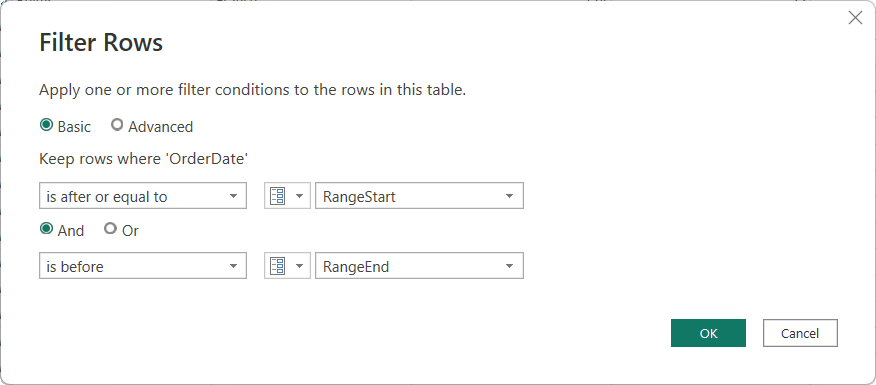 Filter Rows
Apply one or more filter conditions to the rows in this table.
Basic Advanced
Keep rows where 'OrderDate'
is after or equal to RangeStart
And Or
is before RangeEnd
OK Cancel